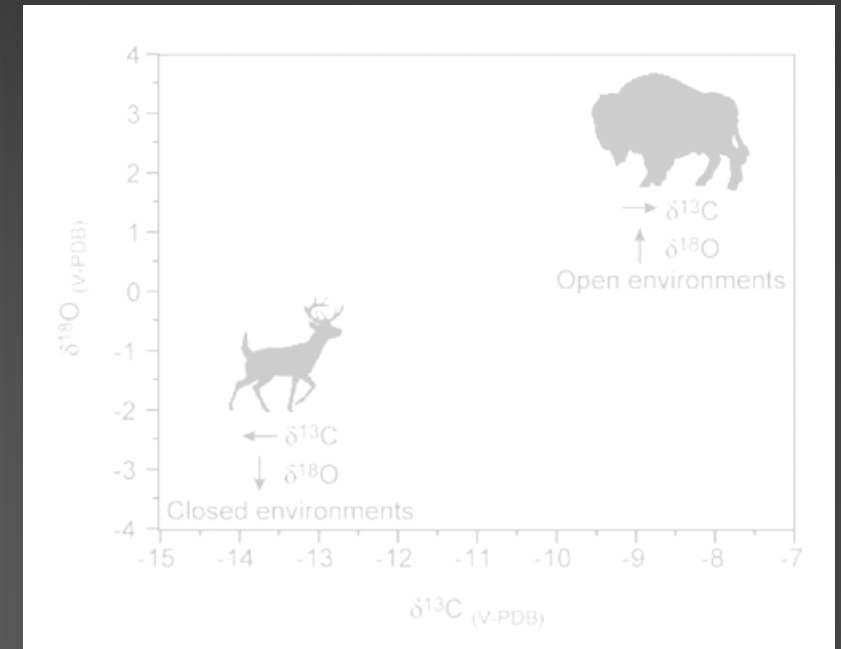 4
3
2
1
0
-1
-2
-3
-4
δ18O (V-PDB)
δ13C
δ18O
Open environments
δ13C
δ18O
Closed environments
-15 -14 -13 -12 -11 -10 -9 -8 -7
δ13C (V-PDB)